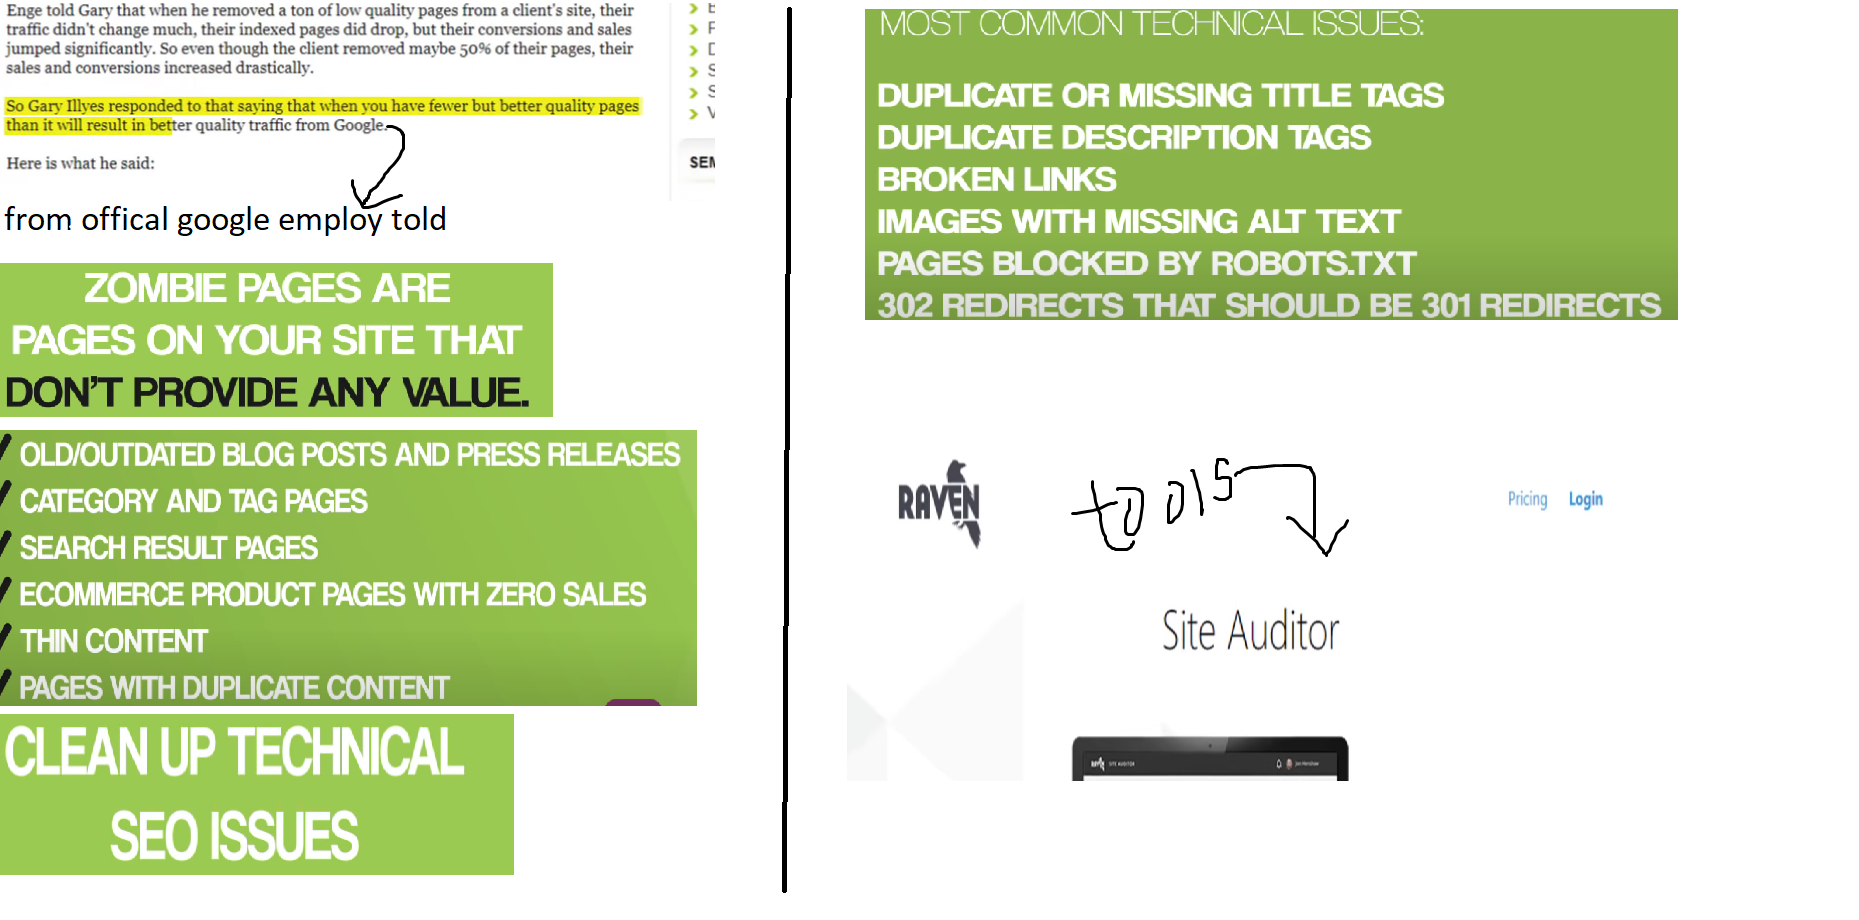 Enge told Gary that when he removed a ton of low quality pages from a client's site, their
traffic didn't change much, their indexed pages did drop, but their conversions and sales
jumped significantly. So even though the client removed maybe 50% of their pages, their
sales and conversions increased drastically.
So Gary Illyes responded to that saying that when you have fewer but better quality pages
than it will result in better quality traffic from Google.
Here is what he said:
SEM
from offical google employ told
ZOMBIE PAGES ARE
PAGES ON YOUR SITE THAT
DON'T PROVIDE ANY VALUE.
OLD/OUTDATED BLOG POSTS AND PRESS RELEASES
CATEGORY AND TAG PAGES
SEARCH RESULT PAGES
ECOMMERCE PRODUCT PAGES WITH ZERO SALES
THIN CONTENT
PAGES WITH DUPLICATE CONTENT
CLEAN UP TECHNICAL
SEO ISSUES
MOST COMMON TECHNICAL ISSUES:
DUPLICATE OR MISSING TITLE TAGS
DUPLICATE DESCRIPTION TAGS
BROKEN LINKS
IMAGES WITH MISSING ALT TEXT
PAGES BLOCKED BY ROBOTS.TXT
302 REDIRECTS THAT SHOULD BE 301 REDIRECTS
RAVEN
tools
Pricing Login
Site Auditor
SITE AUDITOR